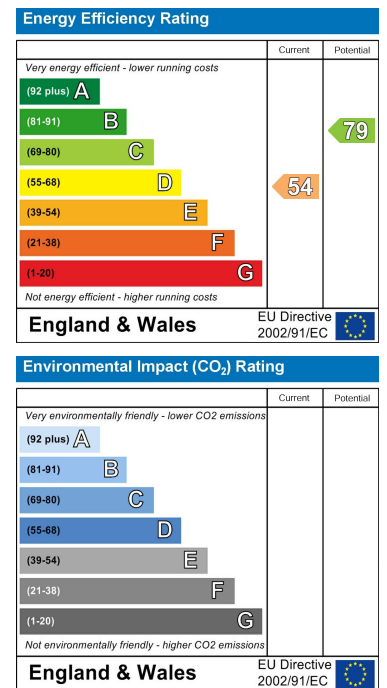 Energy Efficiency Rating
Current Potential
Very energy efficient - lower running costs
(92 plus) A
(81-91) B
(69-80) C
(55-68) D
(39-54) E
(21-38) F
(1-20) G
79
54
Not energy efficient - higher running costs
England & Wales
EU Directive
2002/91/EC
Environmental Impact (CO₂) Rating
Current Potential
Very environmentally friendly - lower CO2 emissions
(92 plus) A
(81-91) B
(69-80) C
(55-68) D
(39-54) E
(21-38) F
(1-20) G
Not environmentally friendly - higher CO2 emissions
England & Wales
EU Directive
2002/91/EC